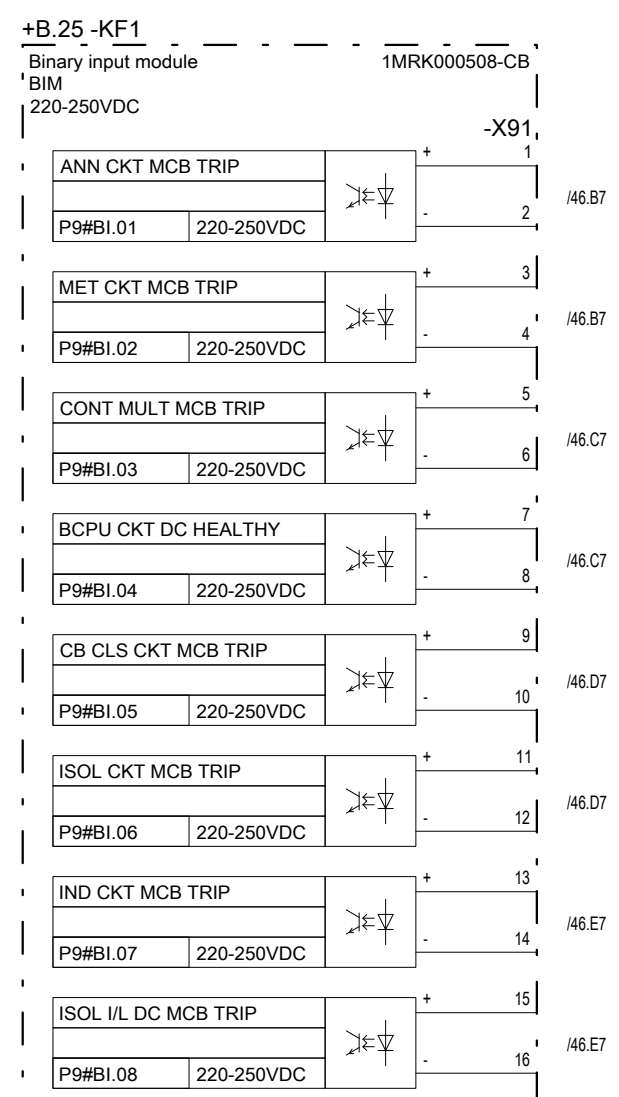 +B.25 -KF1
Binary input module 1MRK000508-CB
BIM
220-250VDC
-X91
ANN CKT MCB TRIP + 1
/46.B7
P9#BI.01 220-250VDC - 2
MET CKT MCB TRIP + 3
/46.B7
P9#BI.02 220-250VDC - 4
CONT MULT MCB TRIP + 5
/46.C7
P9#BI.03 220-250VDC - 6
BCPU CKT DC HEALTHY + 7
/46.C7
P9#BI.04 220-250VDC - 8
CB CLS CKT MCB TRIP + 9
/46.D7
P9#BI.05 220-250VDC - 10
ISOL CKT MCB TRIP + 11
/46.D7
P9#BI.06 220-250VDC - 12
IND CKT MCB TRIP + 13
/46.E7
P9#BI.07 220-250VDC - 14
ISOL I/L DC MCB TRIP + 15
/46.E7
P9#BI.08 220-250VDC - 16